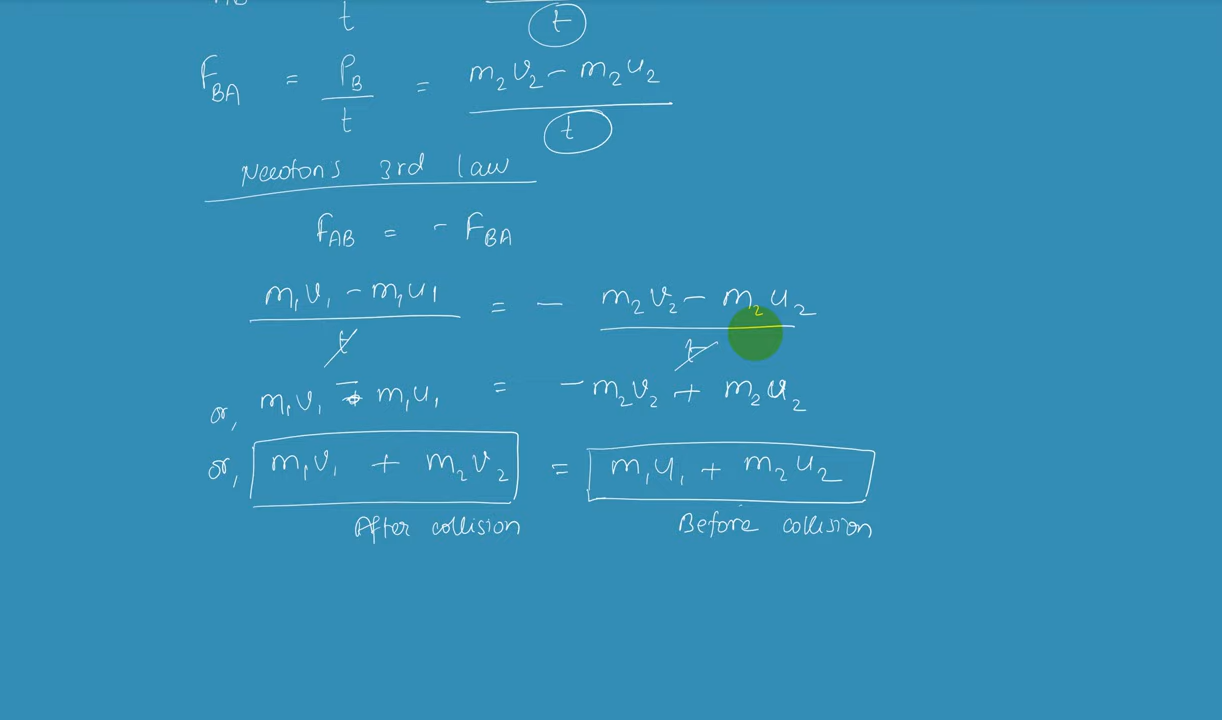 AB t t
F_BA = P_B / t = m₂v₂ - m₂u₂ / t
Newton's 3rd law
F_AB = - F_BA
m₁v₁ - m₁u₁ / t = - m₂v₂ - m₂u₂ / t
or, m₁v₁ - m₁u₁ = - m₂v₂ + m₂u₂
or, m₁v₁ + m₂v₂ = m₁u₁ + m₂u₂
After collision Before collision